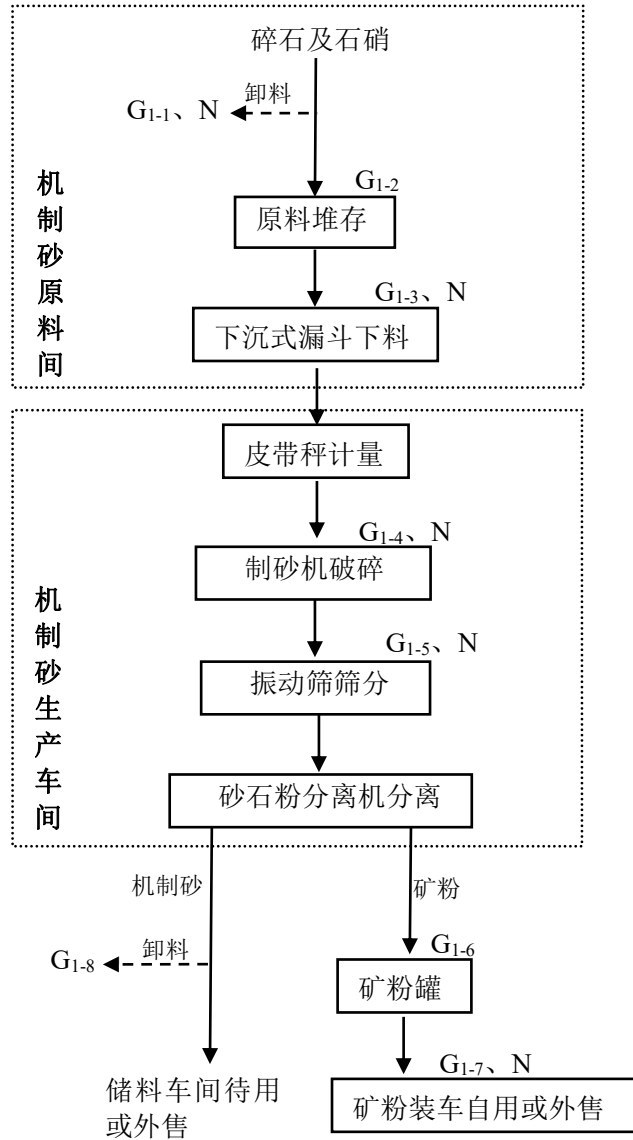 碎石及石硝
卸料
G1-1、N
G1-2
原料堆存
G1-3、N
下沉式漏斗下料
机制砂原料间
皮带秤计量
G1-4、N
制砂机破碎
G1-5、N
振动筛筛分
砂石粉分离机分离
机制砂生产车间
机制砂
矿粉
卸料
G1-8
G1-6
矿粉罐
G1-7、N
储料车间待用
或外售
矿粉装车自用或外售